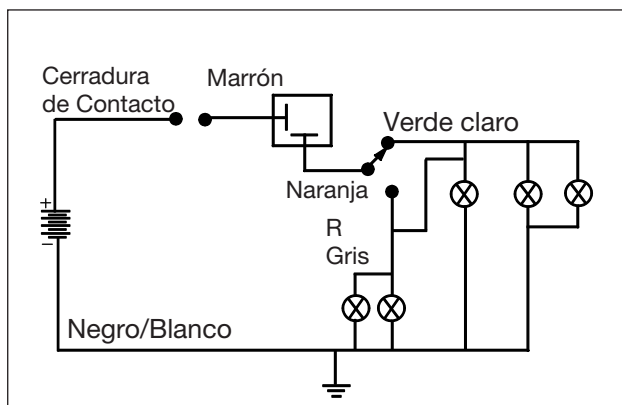 Cerradura
de Contacto
Marrón
Verde claro
Naranja
+
−
R
Gris
Negro/Blanco